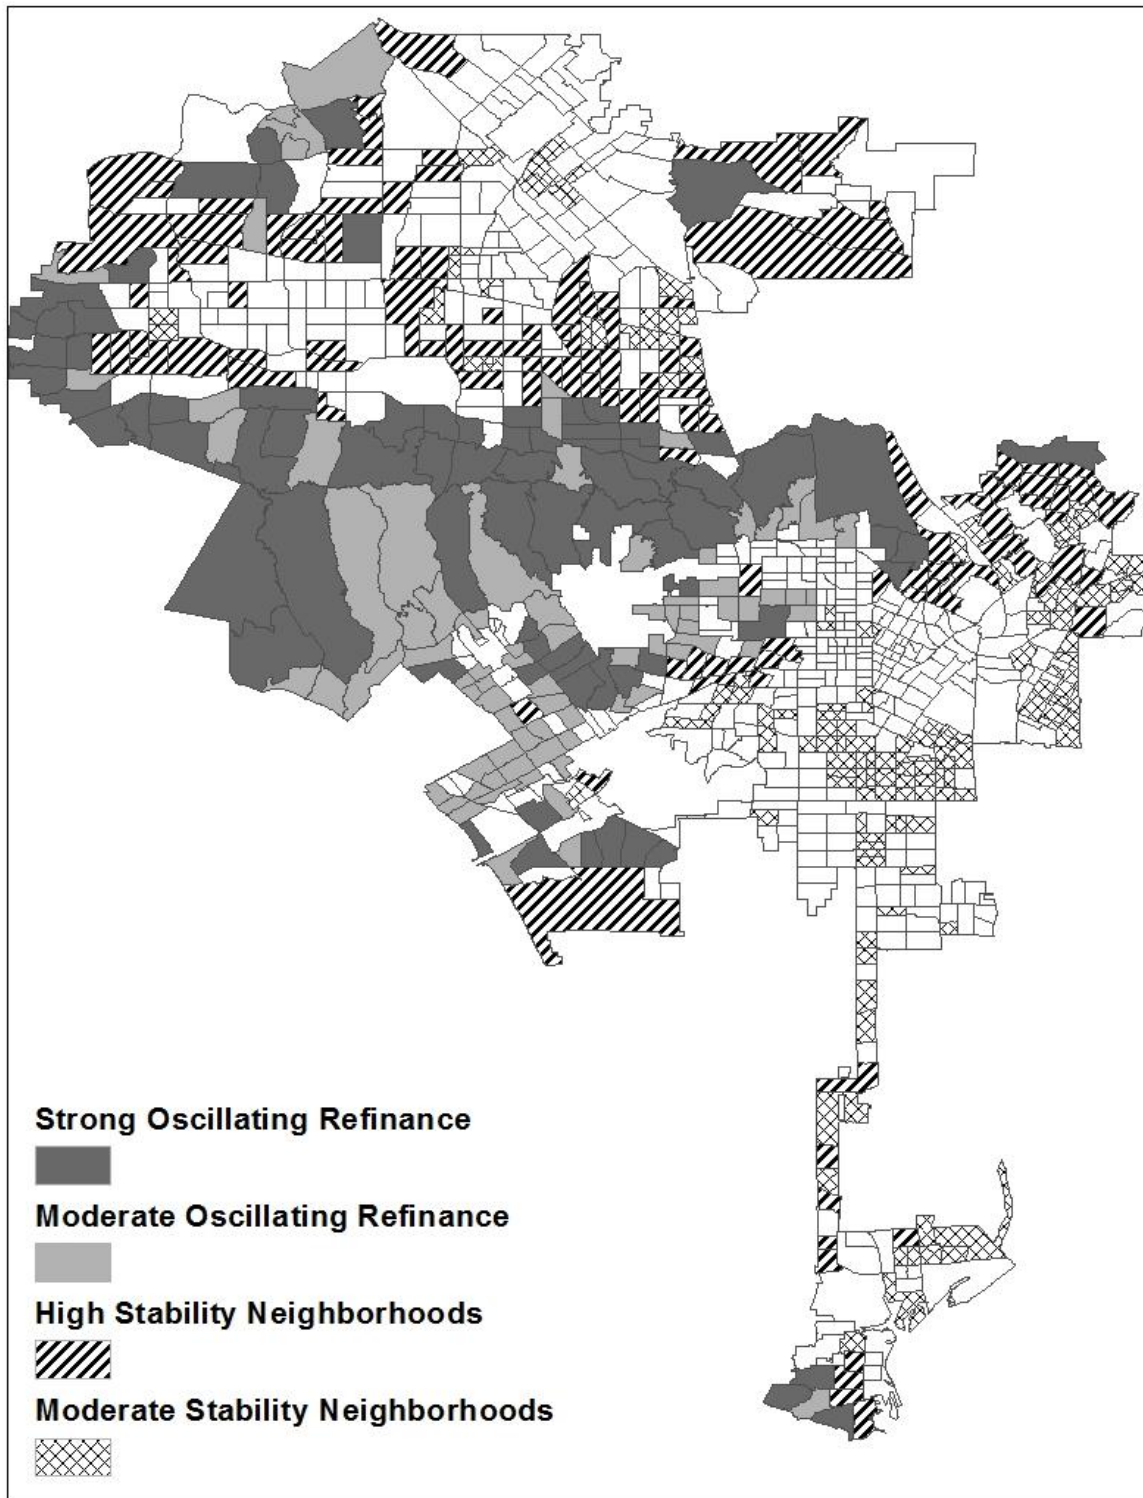 Strong Oscillating Refinance
Moderate Oscillating Refinance
High Stability Neighborhoods
Moderate Stability Neighborhoods